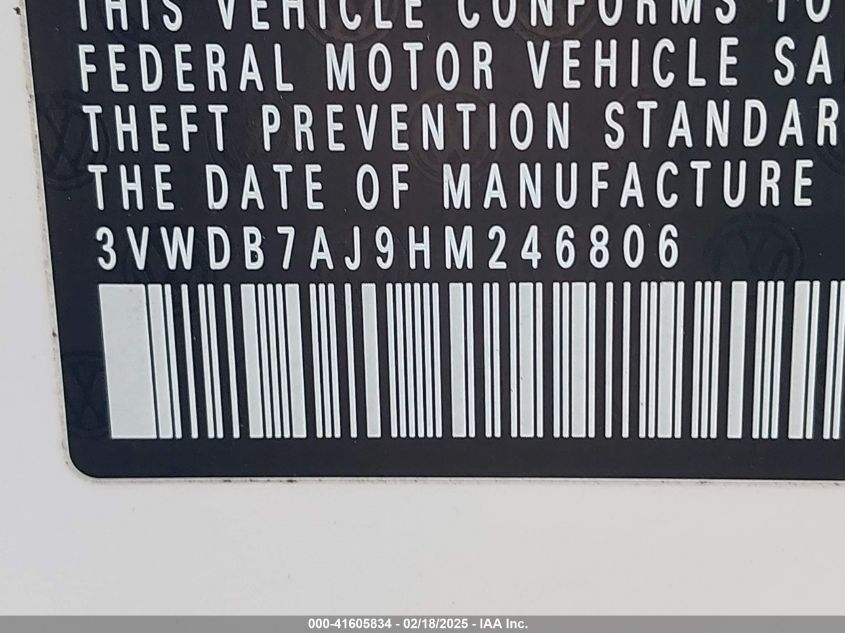 THIS VEHICLE CONFORMS TO
FEDERAL MOTOR VEHICLE SA
THEFT PREVENTION STANDAR
THE DATE OF MANUFACTURE
3VWDB7AJ9HM246806
000-41605834 - 02/18/2025 - IAA Inc.